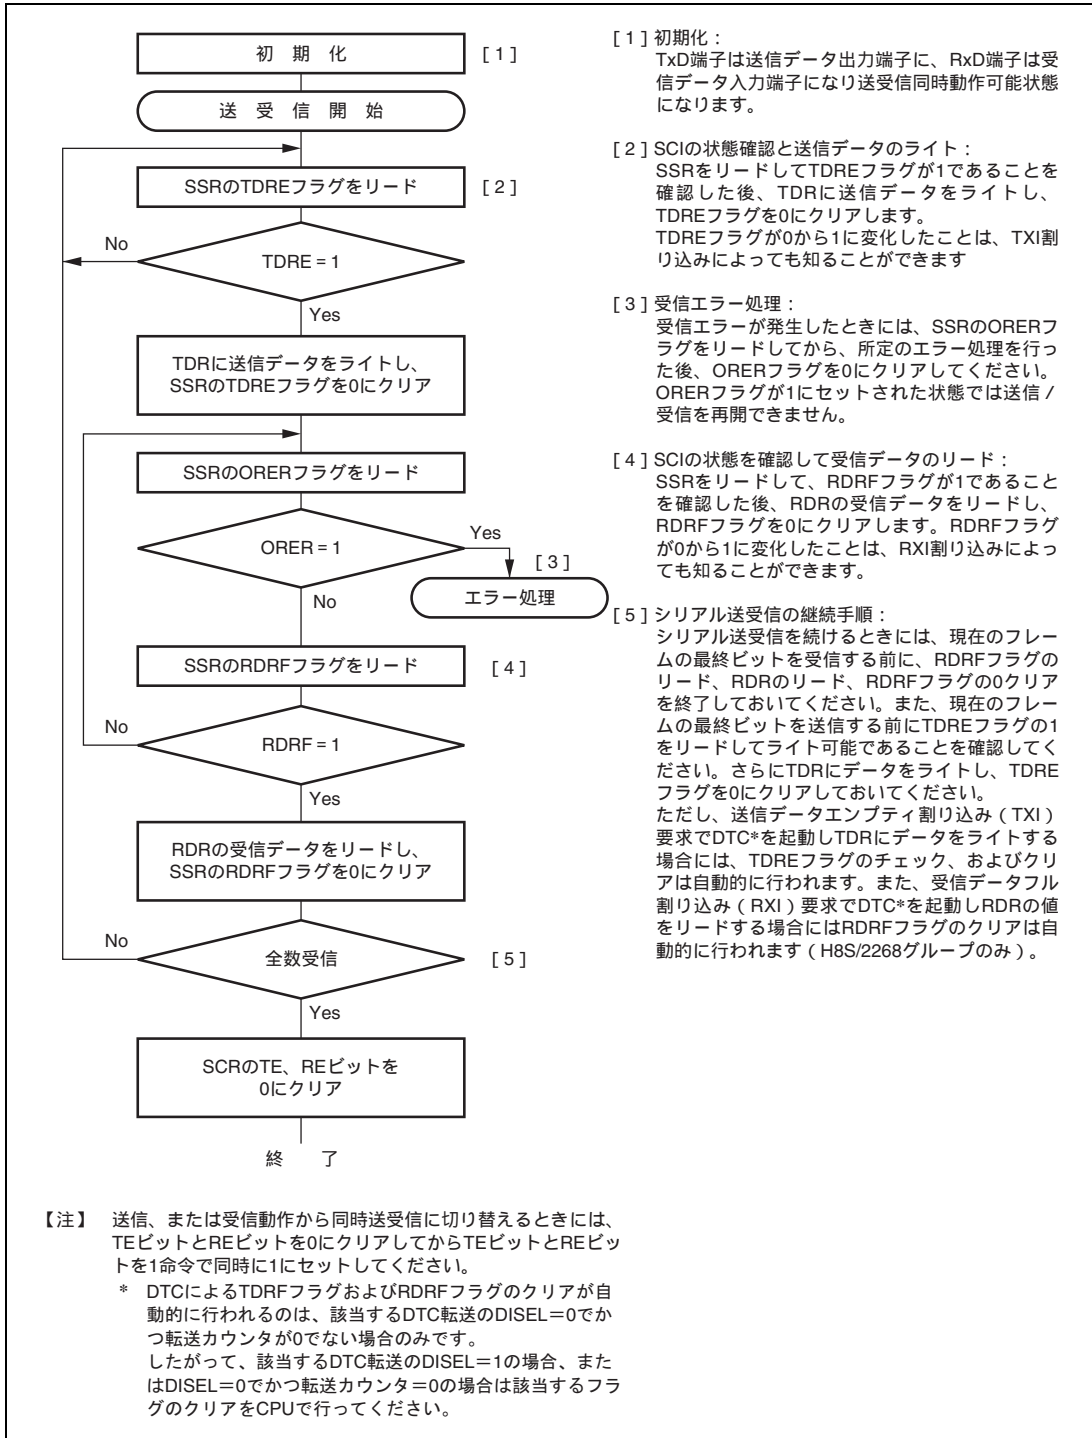 初 期 化
[ 1 ]
送 受 信 開 始
SSRのTDREフラグをリード
[ 2 ]
No
TDRE = 1
Yes
TDRに送信データをライトし、
SSRのTDREフラグを0にクリア
SSRのORERフラグをリード
ORER = 1
Yes
[ 3 ]
エラー処理
No
SSRのRDRFフラグをリード
[ 4 ]
No
RDRF = 1
Yes
RDRの受信データをリードし、
SSRのRDRFフラグを0にクリア
No
全数受信
[ 5 ]
Yes
SCRのTE、REビットを
0にクリア
終 了
[ 1 ] 初期化：
TxD端子は送信データ出力端子に、RxD端子は受
信データ入力端子になり送受信同時動作可能状態
になります。
[ 2 ] SCIの状態確認と送信データのライト：
SSRをリードしてTDREフラグが1であることを
確認した後、TDRに送信データをライトし、
TDREフラグを0にクリアします。
TDREフラグが0から1に変化したことは、TXI割
り込みによっても知ることができます
[ 3 ] 受信エラー処理：
受信エラーが発生したときには、SSRのORERフ
ラグをリードしてから、所定のエラー処理を行っ
た後、ORERフラグを0にクリアしてください。
ORERフラグが1にセットされた状態では送信／
受信を再開できません。
[ 4 ] SCIの状態を確認して受信データのリード：
SSRをリードして、RDRFフラグが1であること
を確認した後、RDRの受信データをリードし、
RDRFフラグを0にクリアします。RDRFフラグ
が0から1に変化したことは、RXI割り込みによっ
ても知ることができます。
[ 5 ] シリアル送受信の継続手順：
シリアル送受信を続けるときには、現在のフレー
ムの最終ビットを受信する前に、RDRFフラグの
リード、RDRのリード、RDRFフラグの0クリア
を終了しておいてください。また、現在のフレー
ムの最終ビットを送信する前にTDREフラグの1
をリードしてライト可能であることを確認してく
ださい。さらにTDRにデータをライトし、TDRE
フラグを0にクリアしておいてください。
ただし、送信データエンプティ割り込み（TXI）
要求でDTC*を起動しTDRにデータをライトする
場合には、TDREフラグのチェック、およびクリ
アは自動的に行われます。また、受信データフル
割り込み（RXI）要求でDTC*を起動しRDRの値
をリードする場合にはRDRFフラグのクリアは自
動的に行われます（H8S/2268グループのみ）。
【注】 送信、または受信動作から同時送受信に切り替えるときには、
TEビットとREビットを0にクリアしてからTEビットとREビッ
トを1命令で同時に1にセットしてください。
* DTCによるTDRFフラグおよびRDRFフラグのクリアが自
動的に行われるのは、該当するDTC転送のDISEL＝0でか
つ転送カウンタが0でない場合のみです。
したがって、該当するDTC転送のDISEL＝1の場合、また
はDISEL＝0でかつ転送カウンタ＝0の場合は該当するフラ
グのクリアをCPUで行ってください。